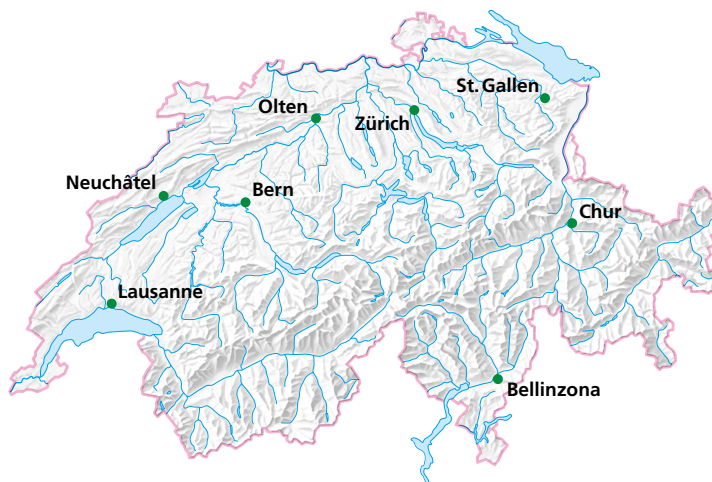 St. Gallen
Olten
Zürich
Neuchâtel
Bern
Chur
Lausanne
Bellinzona